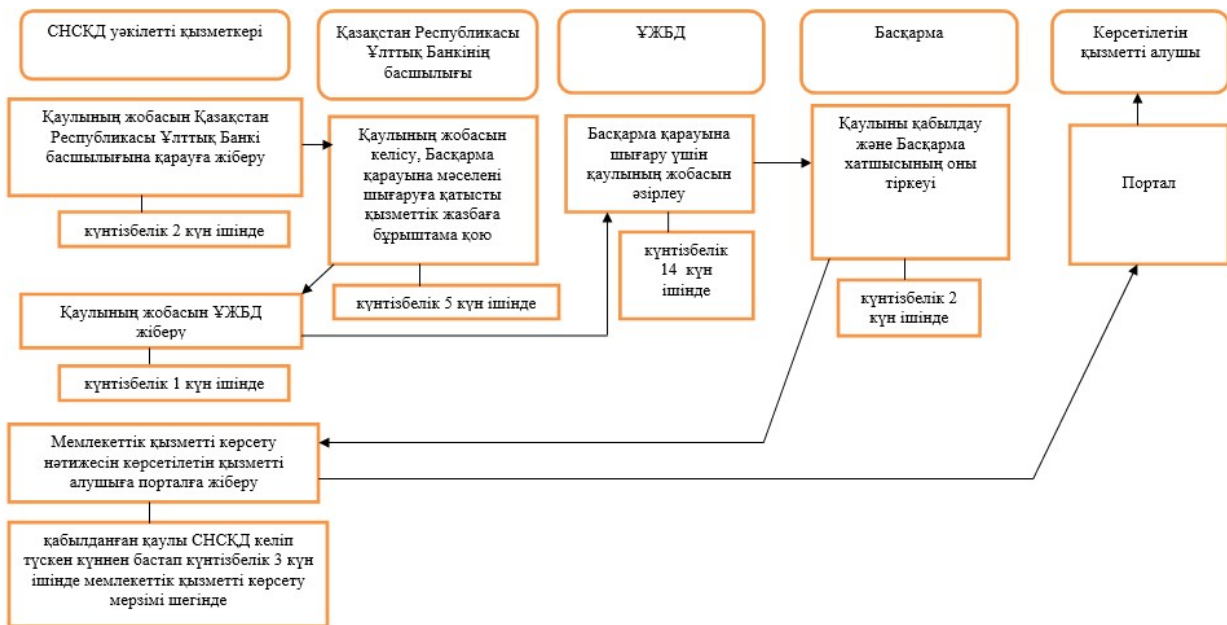 СНСҚД уәкілетті қызметкері
Қазақстан Республикасы
Ұлттық Банкінің
басшылығы
ҰЖБД
Басқарма
Көрсетілетін
қызметті алушы
Қаулының жобасын Қазақстан
Республикасы Ұлттық Банкі
басшылығына қарауға жіберу
күнтізбелік 2 күн ішінде
Қаулының жобасын
келісу, Басқарма
қарауына мәселені
шығаруға қатысты
қызметтік жазбаға
бұрыштама қою
күнтізбелік 5 күн ішінде
Басқарма қарауына
шығару үшін
қаулының жобасын
әзірлеу
күнтізбелік
14 күн
ішінде
Қаулыны қабылдау
және Басқарма
хатшысының оны
тіркеуі
күнтізбелік 2
күн ішінде
Портал
Қаулының жобасын ҰЖБД
жіберу
күнтізбелік 1 күн ішінде
Мемлекеттік қызметті көрсету
нәтижесін көрсетілетін қызметті
алушыға порталға жіберу
қабылданған қаулы СНСҚД келіп
түскен күннен бастап күнтізбелік 3 күн
ішінде мемлекеттік қызметті көрсету
мерзімі шегінде